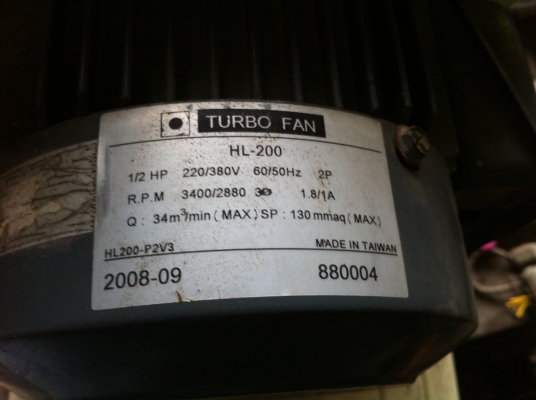 TURBO FAN
HL-200
1/2 HP 220/380V 60/50Hz 2P
R.P.M 3400/2880 3Ø 1.8/1A
Q : 34m³/min ( MAX ) SP : 130 mmaq ( MAX )
HL200-P2V3 MADE IN TAIWAN
2008-09 880004